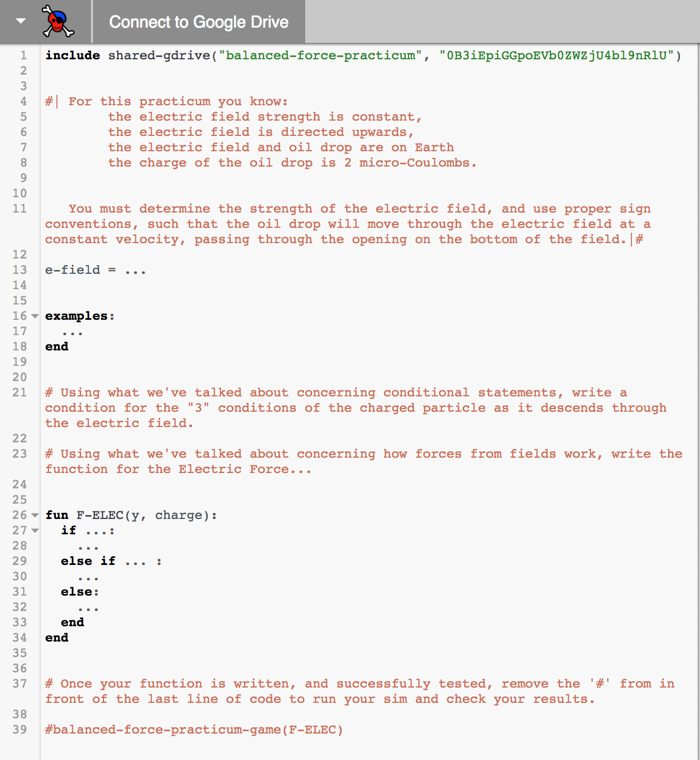 Connect to Google Drive
1 include shared-gdrive("balanced-force-practicum", "0B3iEpiGGpoEVb0ZWZjU4bl9nRlU")
2
3
4 #| For this practicum you know:
5 the electric field strength is constant,
6 the electric field is directed upwards,
7 the electric field and oil drop are on Earth
8 the charge of the oil drop is 2 micro-Coulombs.
9
10
11 You must determine the strength of the electric field, and use proper sign
conventions, such that the oil drop will move through the electric field at a
constant velocity, passing through the opening on the bottom of the field.|#
12
13 e-field = ...
14
15
16 examples:
17 ...
18 end
19
20
21 # Using what we've talked about concerning conditional statements, write a
condition for the "3" conditions of the charged particle as it descends through
the electric field.
22
23 # Using what we've talked about concerning how forces from fields work, write the
function for the Electric Force...
24
25
26 fun F-ELEC(y, charge):
27 if ...:
28 ...
29 else if ... :
30 ...
31 else:
32 ...
33 end
34 end
35
36
37 # Once your function is written, and successfully tested, remove the '#' from in
front of the last line of code to run your sim and check your results.
38
39 #balanced-force-practicum-game(F-ELEC)